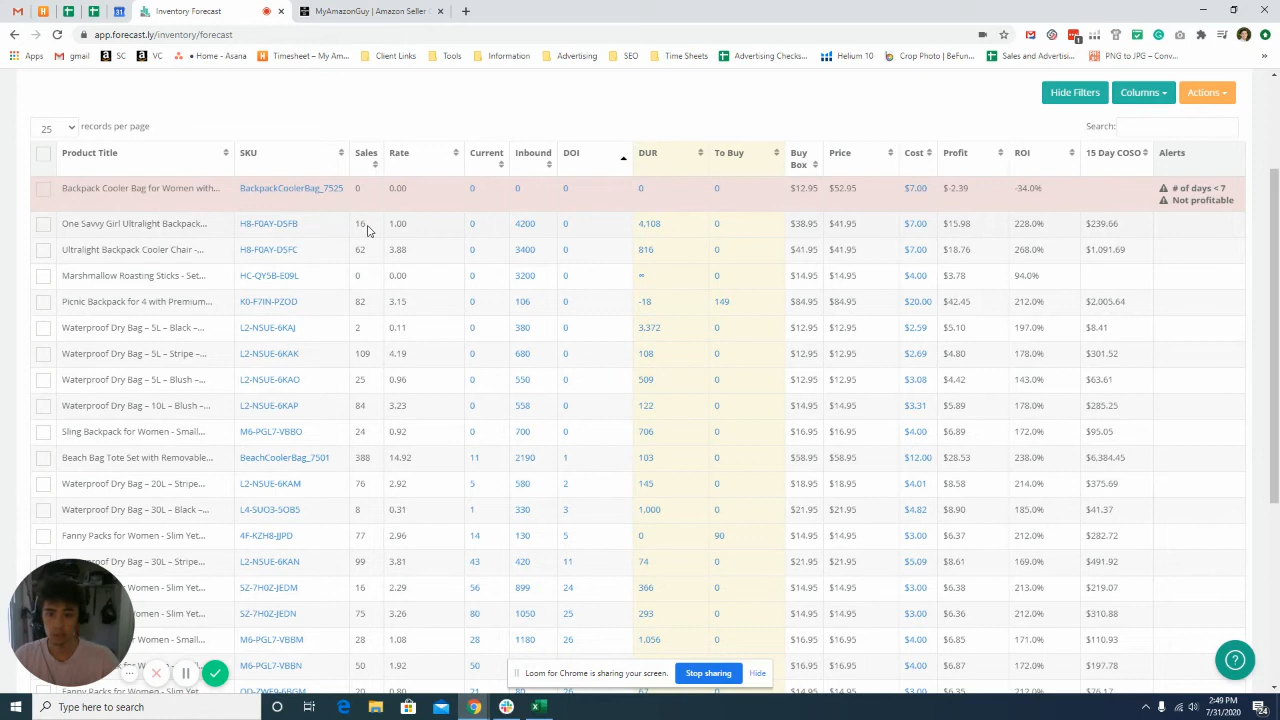 Inventory Forecast
MyAmazonGuy | Amazon Seller C
app.forecast.ly/inventory/forecast
Apps gmail SC VC Home - Asana Timesheet — My Am... Client Links Tools Information Advertising SEO Time Sheets Advertising Checks... Helium 10 Crop Photo | BeFun... Sales and Advertisi... PNG to JPG – Conv...
Hide Filters Columns Actions
25 records per page Search:
Product Title SKU Sales Rate Current Inbound DOI DUR To Buy Buy Box Price Cost Profit ROI 15 Day COSO Alerts
Backpack Cooler Bag for Women with... BackpackCoolerBag_7525 0 0.00 0 0 0 0 0 $12.95 $52.95 $7.00 $-2.39 -34.0% # of days < 7
Not profitable
One Savvy Girl Ultralight Backpack... H8-F0AY-DSFB 16 1.00 0 4200 0 4,108 0 $38.95 $41.95 $7.00 $15.98 228.0% $239.66
Ultralight Backpack Cooler Chair -... H8-F0AY-DSFC 62 3.88 0 3400 0 816 0 $41.95 $41.95 $7.00 $18.76 268.0% $1,091.69
Marshmallow Roasting Sticks - Set... HC-QY5B-E09L 0 0.00 0 3200 0 ∞ 0 $14.95 $14.95 $4.00 $3.78 94.0%
Picnic Backpack for 4 with Premium... K0-F7IN-PZOD 82 3.15 0 106 0 -18 149 $84.95 $84.95 $20.00 $42.45 212.0% $2,005.64
Waterproof Dry Bag – 5L – Black –... L2-NSUE-6KAJ 2 0.11 0 380 0 3,372 0 $12.95 $12.95 $2.59 $5.10 197.0% $8.41
Waterproof Dry Bag – 5L – Stripe –... L2-NSUE-6KAK 109 4.19 0 680 0 108 0 $12.95 $12.95 $2.69 $4.80 178.0% $301.52
Waterproof Dry Bag – 5L – Blush –... L2-NSUE-6KAO 25 0.96 0 550 0 509 0 $12.95 $12.95 $3.08 $4.42 143.0% $63.61
Waterproof Dry Bag – 10L – Blush –... L2-NSUE-6KAP 84 3.23 0 558 0 122 0 $14.95 $14.95 $3.31 $5.89 178.0% $285.25
Sling Backpack for Women - Small... M6-PGL7-VBBO 24 0.92 0 700 0 706 0 $16.95 $16.95 $4.00 $6.89 172.0% $95.05
Beach Bag Tote Set with Removable... BeachCoolerBag_7501 388 14.92 11 2190 1 103 0 $58.95 $58.95 $12.00 $28.53 238.0% $6,384.45
Waterproof Dry Bag – 20L – Stripe... L2-NSUE-6KAM 76 2.92 5 580 2 145 0 $18.95 $18.95 $4.01 $8.58 214.0% $375.69
Waterproof Dry Bag – 30L – Black –... L4-SUO3-5OB5 8 0.31 1 330 3 1,000 0 $21.95 $21.95 $4.82 $8.90 185.0% $41.37
Fanny Packs for Women - Slim Yet... 4F-KZH8-JJPD 77 2.96 14 130 5 0 90 $14.95 $14.95 $3.00 $6.37 212.0% $282.72
Waterproof Dry Bag – 30L – Stripe... L2-NSUE-6KAN 99 3.81 43 420 11 74 0 $21.95 $21.95 $5.09 $8.61 169.0% $491.92
Women - Slim Yet... SZ-7H0Z-JEDM 16 2.29 56 899 24 366 0 $14.95 $14.95 $3.00 $6.38 213.0% $219.07
Women - Slim Yet... SZ-7H0Z-JEDN 75 3.26 80 1050 25 293 0 $14.95 $14.95 $3.00 $6.36 212.0% $310.88
Women - Small... M6-PGL7-VBBM 28 1.08 28 1180 26 1,056 0 $16.95 $16.95 $4.00 $6.85 171.0% $110.93
Women - Small... M6-PGL7-VBBN 50 1.92 50 $16.95 $16.95 $4.00 $6.87 172.0% $197.78
Loom for Chrome is sharing your screen. Stop sharing Hide
Fanny Packs for Women - Slim Yet...
Type here to search
2:49 PM
7/31/2020
24